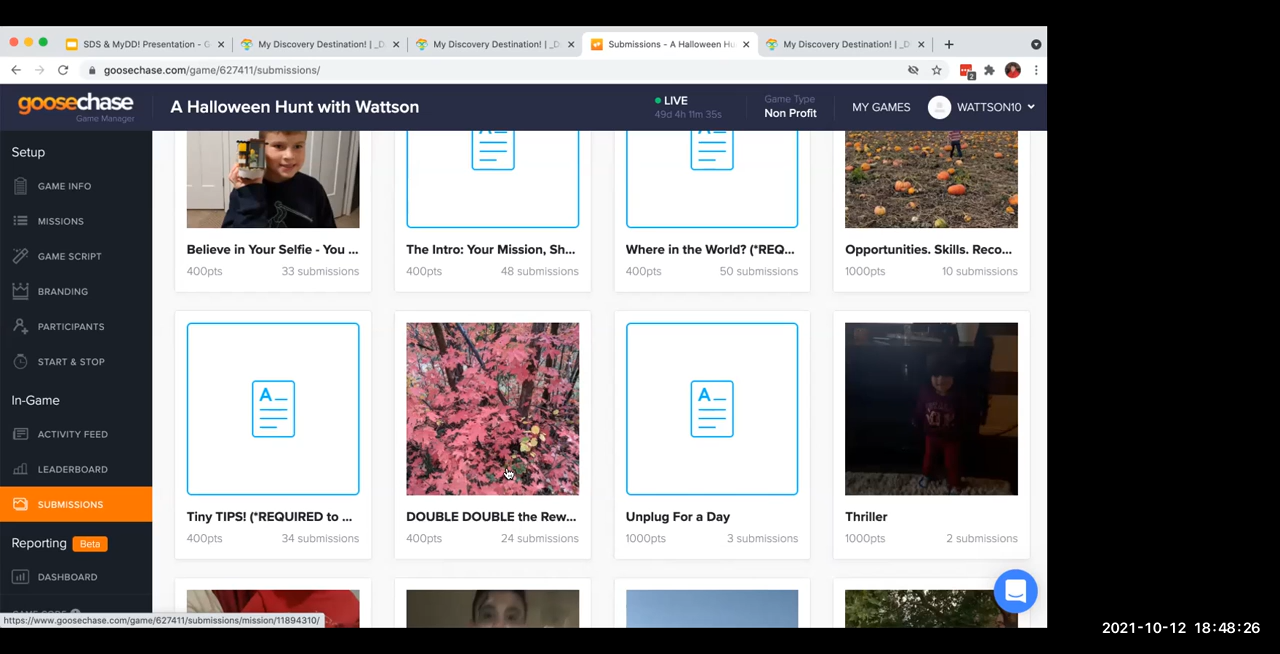 SDS & MyDD! Presentation - G
My Discovery Destination! | _D
My Discovery Destination! | _D
Submissions - A Halloween Hu
My Discovery Destination! | _D
goosechase.com/game/627411/submissions/
2
goosechase
Game Manager
A Halloween Hunt with Wattson
LIVE
49d 4h 11m 35s
Game Type
Non Profit
MY GAMES
WATTSON10
Setup
GAME INFO
MISSIONS
GAME SCRIPT
BRANDING
PARTICIPANTS
START & STOP
In-Game
ACTIVITY FEED
LEADERBOARD
SUBMISSIONS
Reporting Beta
DASHBOARD
Believe in Your Selfie - You ...
400pts 33 submissions
The Intro: Your Mission, Sh...
400pts 48 submissions
Where in the World? (*REQ...
400pts 50 submissions
Opportunities. Skills. Reco...
1000pts 10 submissions
A
Tiny TIPS! (*REQUIRED to ...
400pts 34 submissions
DOUBLE DOUBLE the Rew...
400pts 24 submissions
A
Unplug For a Day
1000pts 3 submissions
Thriller
1000pts 2 submissions
https://www.goosechase.com/game/627411/submissions/mission/11894310/
2021-10-12 18:48:26